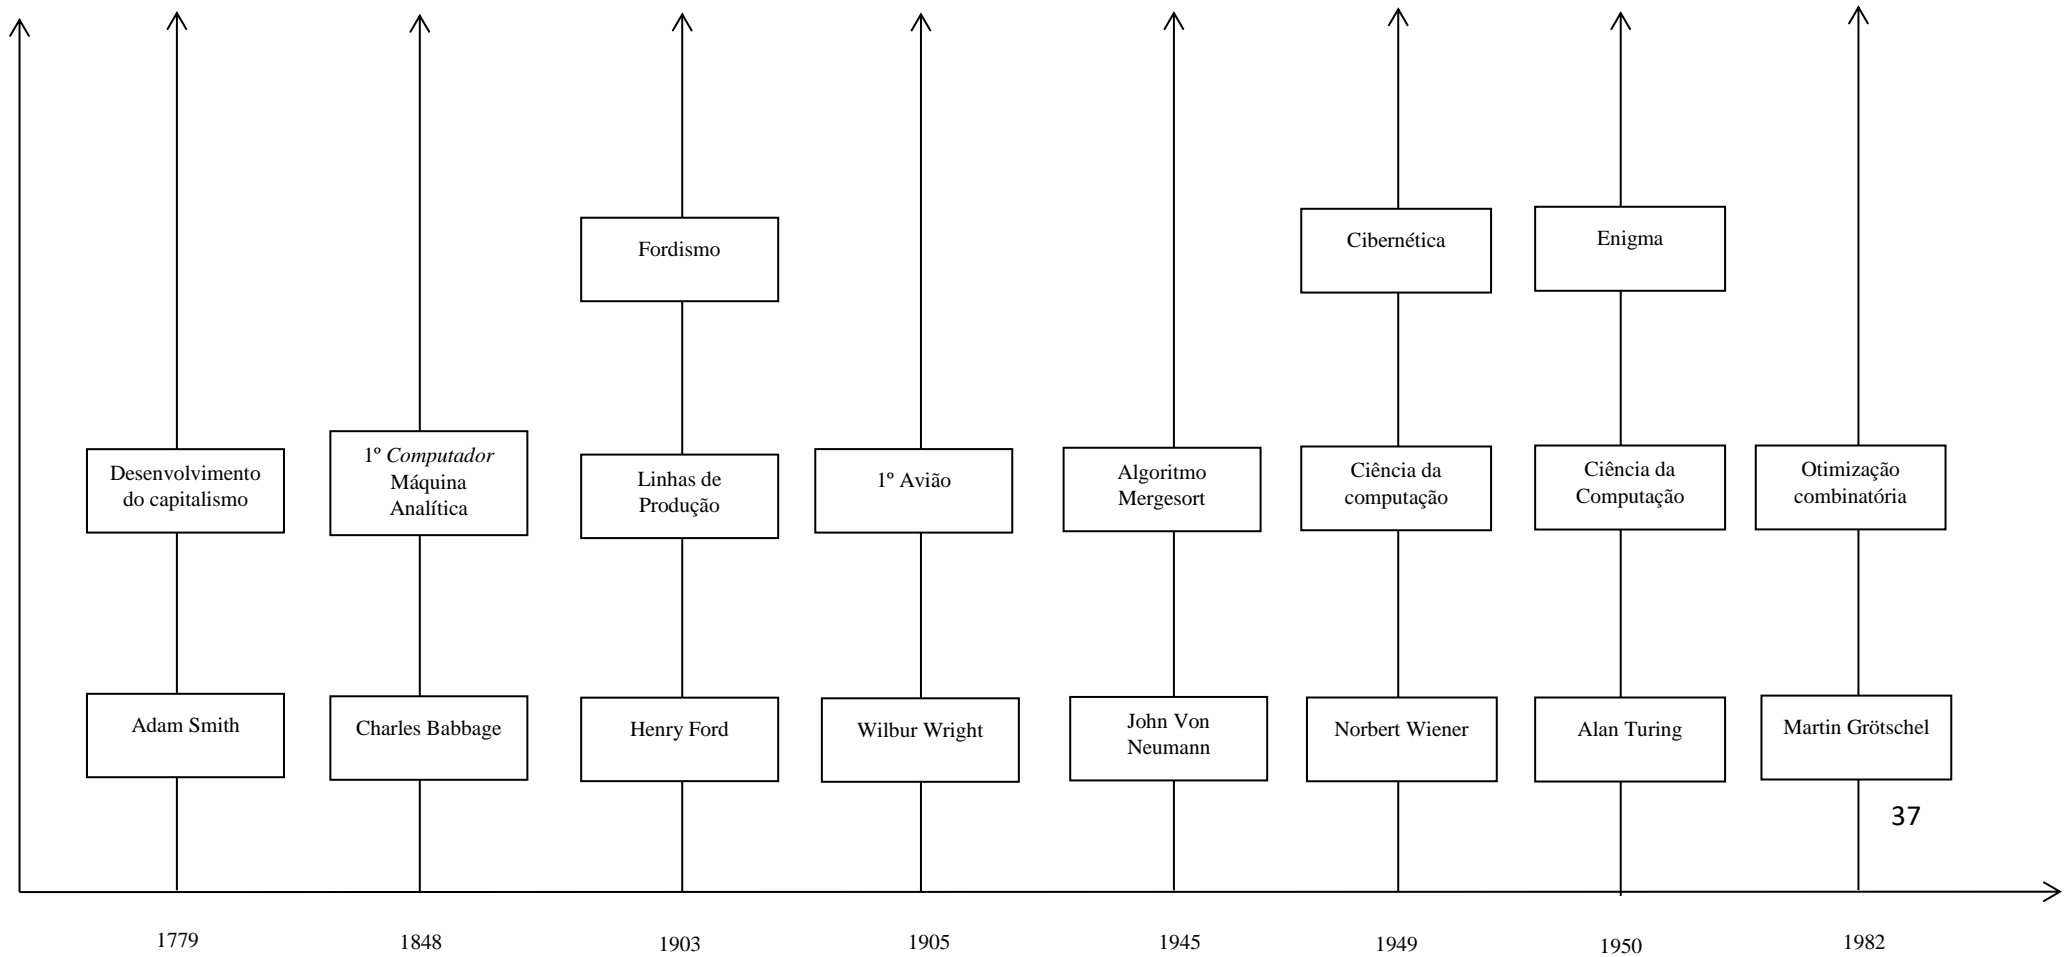 Fordismo
Cibernética
Enigma
Desenvolvimento
do capitalismo
1º Computador
Máquina
Analítica
Linhas de
Produção
1º Avião
Algoritmo
Mergesort
Ciência da
computação
Ciência da
Computação
Otimização
combinatória
Adam Smith
Charles Babbage
Henry Ford
Wilbur Wright
John Von
Neumann
Norbert Wiener
Alan Turing
Martin Grötschel
37
1779
1848
1903
1905
1945
1949
1950
1982